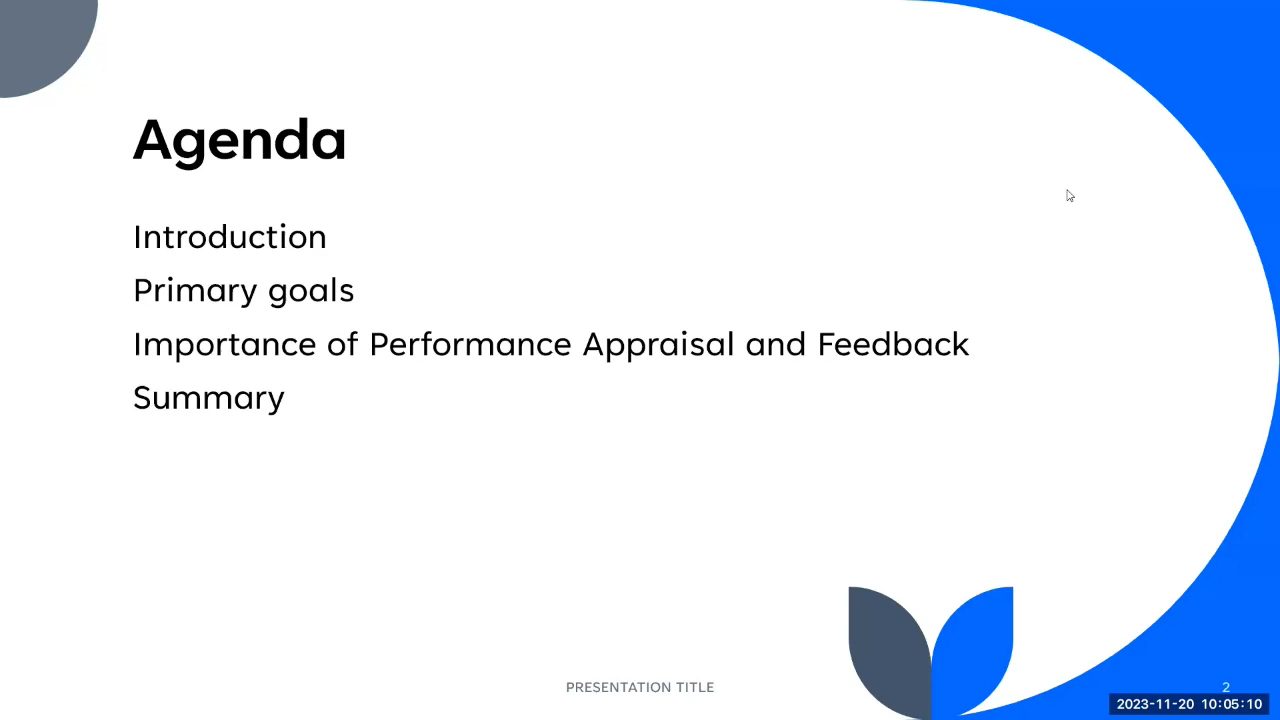 Agenda
Introduction
Primary goals
Importance of Performance Appraisal and Feedback
Summary
PRESENTATION TITLE
2
2023-11-20 10:05:10